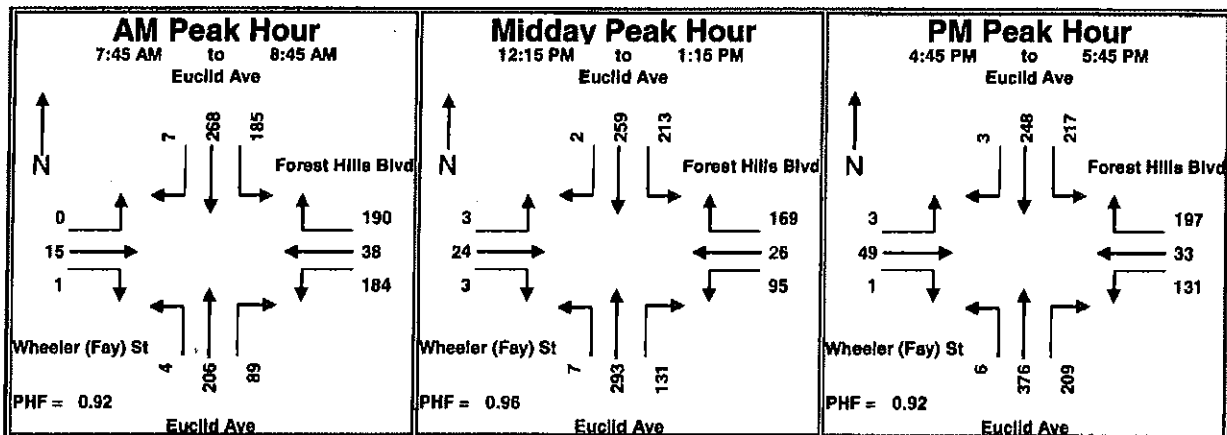 AM Peak Hour
7:45 AM to 8:45 AM
Euclid Ave
N
7 268 185
Forest Hills Blvd
0
15
1
190
38
184
Wheeler (Fay) St
4 206 89
PHF = 0.92
Euclid Ave
Midday Peak Hour
12:15 PM to 1:15 PM
Euclid Ave
N
2 259 213
Forest Hills Blvd
3
24
3
169
26
95
Wheeler (Fay) St
7 293 131
PHF = 0.96
Euclid Ave
PM Peak Hour
4:45 PM to 5:45 PM
Euclid Ave
N
3 248 217
Forest Hills Blvd
3
49
1
197
33
131
Wheeler (Fay) St
6 376 209
PHF = 0.92
Euclid Ave